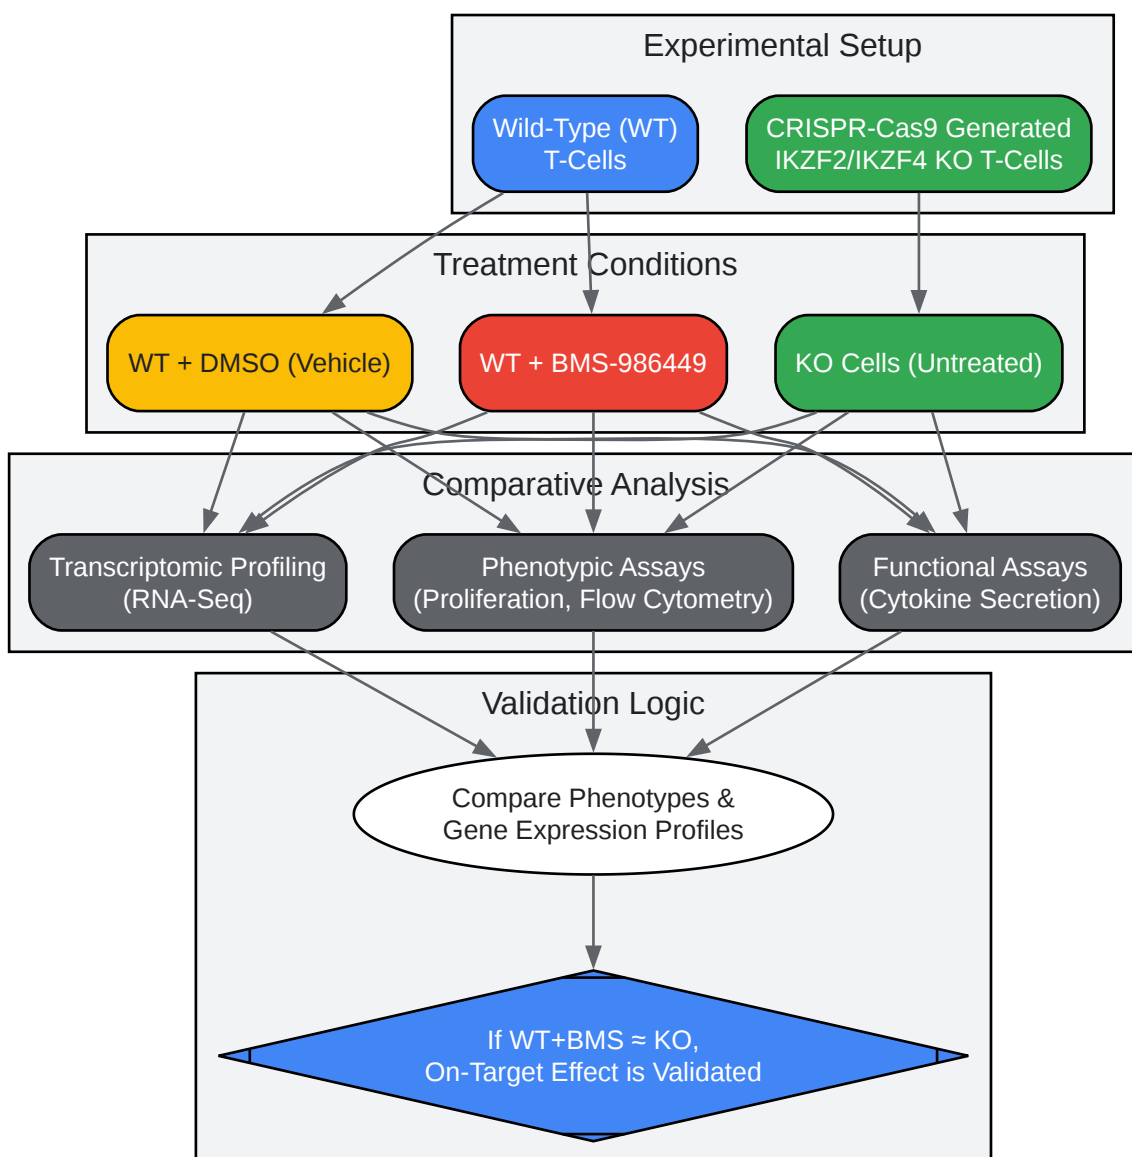 Experimental Setup
Wild-Type (WT)
T-Cells
CRISPR-Cas9 Generated
IKZF2/IKZF4 KO T-Cells
Treatment Conditions
WT + DMSO (Vehicle)
WT + BMS-986449
KO Cells (Untreated)
Comparative Analysis
Transcriptomic Profiling
(RNA-Seq)
Phenotypic Assays
(Proliferation, Flow Cytometry)
Functional Assays
(Cytokine Secretion)
Validation Logic
Compare Phenotypes &
Gene Expression Profiles
If WT+BMS ≈ KO,
On-Target Effect is Validated